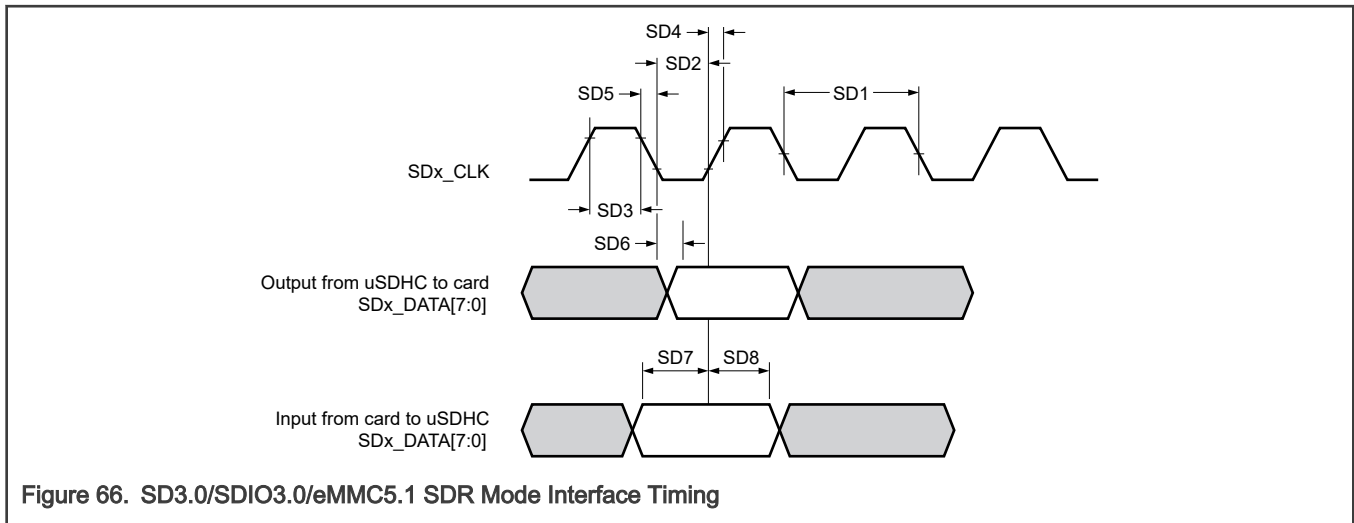 SD4
SD2
SD5
SD1
SDx_CLK
SD3
SD6
Output from uSDHC to card
SDx_DATA[7:0]
SD7
SD8
Input from card to uSDHC
SDx_DATA[7:0]
Figure 66. SD3.0/SDIO3.0/eMMC5.1 SDR Mode Interface Timing